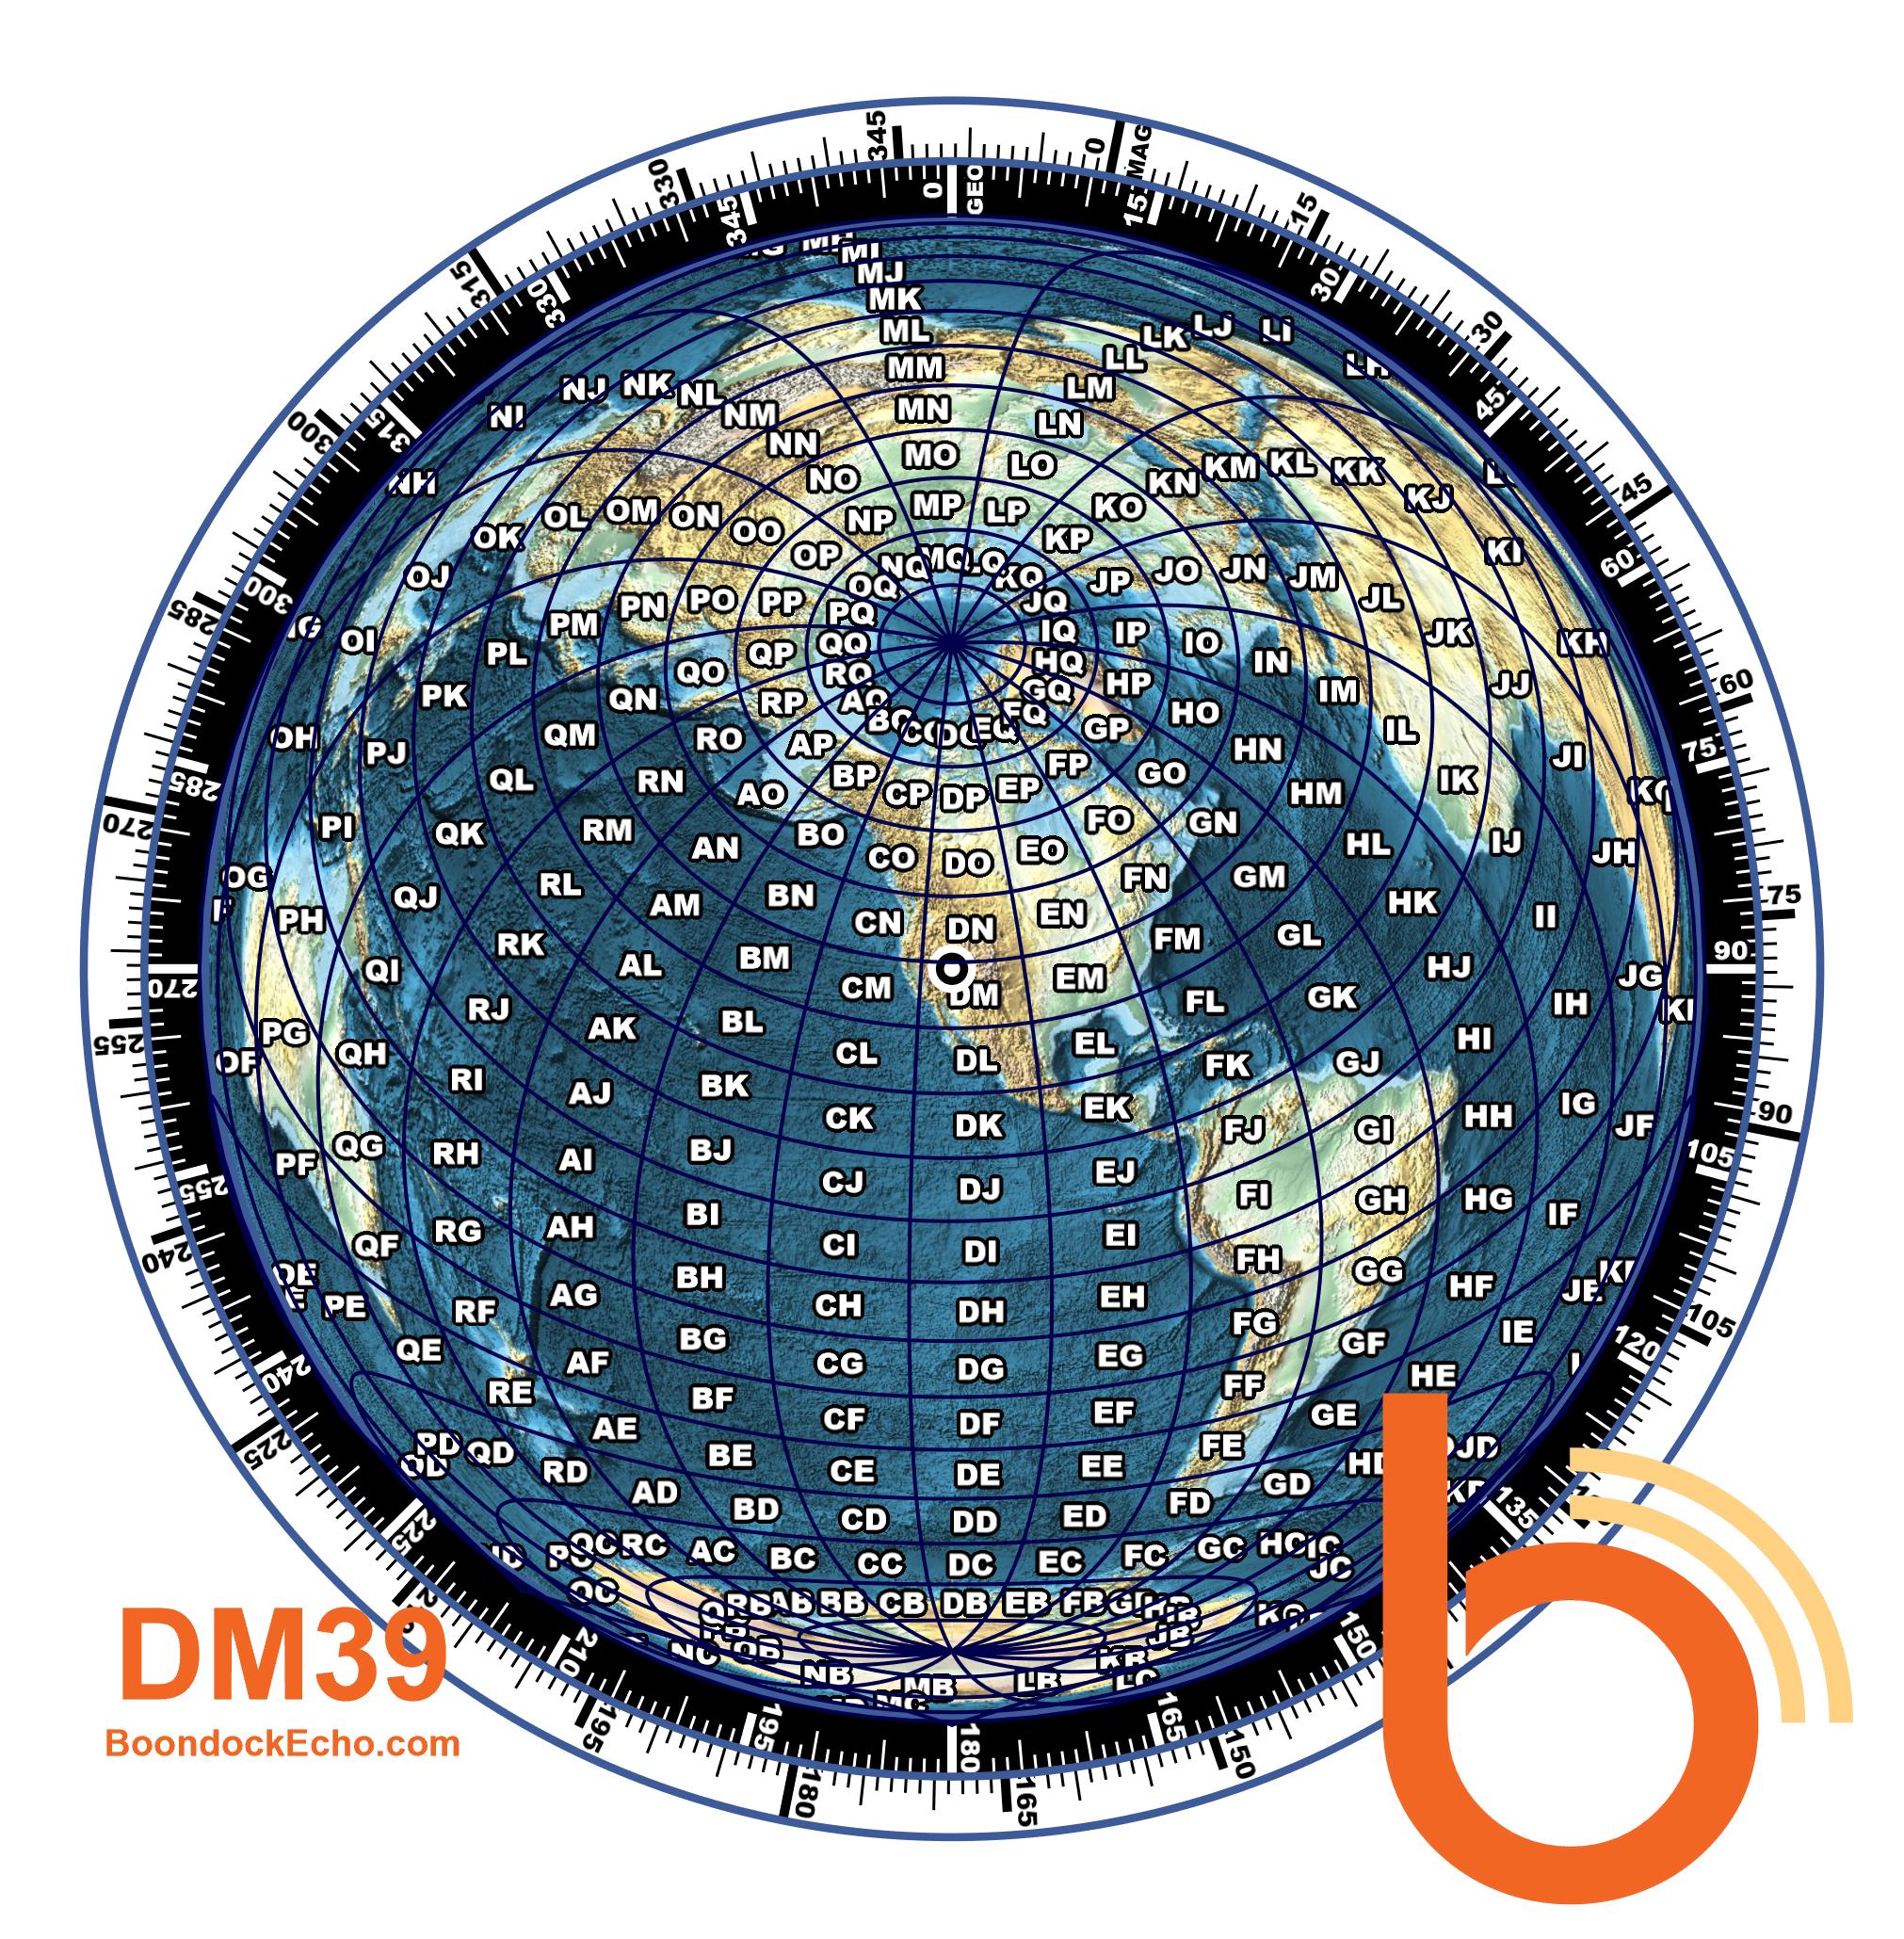 345 0 MAG
330 345 0 GEO 15 15
315 330 30 30
MI
MJ
MK
ML LK LJ LI
MM LL LH
NI NJ NK NL NM MN LM
300 315 NN MO LN 45 45
NH NO LO KN KM KL KK KJ
OK OL OM ON OO NP MP LP KO
OJ OP NQ MQ LQ KP JO JN JM KI 60
285 300 PM PN PO PP OQ KQ JP JL
OI PL QO QP PQ JQ IP IO JK KH
PK QN RP QQ IQ HQ HP IN IM JJ 60
OH PJ QM RO AP RQ AQ GQ FQ EQ GP HO IL JI 75
270 285 QL RN AO BP CP DP EP FP GO HN HM IK
PI QK RM AN BO CO DO EO FO GN HL IJ JH
OG PH QJ RL AM BN CN DN EN FN GM HK II 75
QI RK AL BM CM DM EM FM GL HJ JG 90
270 RJ AK BL CL DL EL FL GK HI IH
255 PG QH RI AJ BK CK DK EK FK GJ HH IG
OF QG RH AI BJ CJ DJ EJ FJ GI HG JF 90
PF RG AH BI CI DI EI FI GH IF 105
255 QF AG BH CH DH EH FH GG HF JE
240 PE RF AF BG CG DG EG FG GF IE 105
240 QE RE AE BF CF DF EF FF GE HE 120
225 PD QD RD AD BE CE DE EE FE GD JD
OD BD CD DD ED FD 135
225 QC RC AC BC CC DC EC FC GC HC IC JC
OC RB AB BB CB DB EB FB
210 NC OB NB MB LB KB JB LC 150
MC
195 195 180 165 150
180 165
DM39
BoondockEcho.com
b